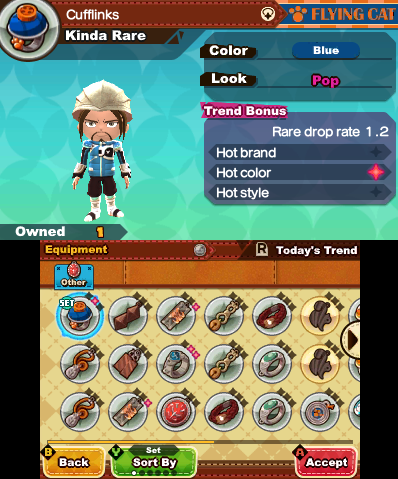 Cufflinks
FLYING CAT
Kinda Rare
Color
Blue
Look
Pop
Trend Bonus
Rare drop rate 1.2
Hot brand
Hot color
Hot style
Owned 1
Equipment
R Today's Trend
Other
SET
B Back
Y Set
Sort By
A Accept